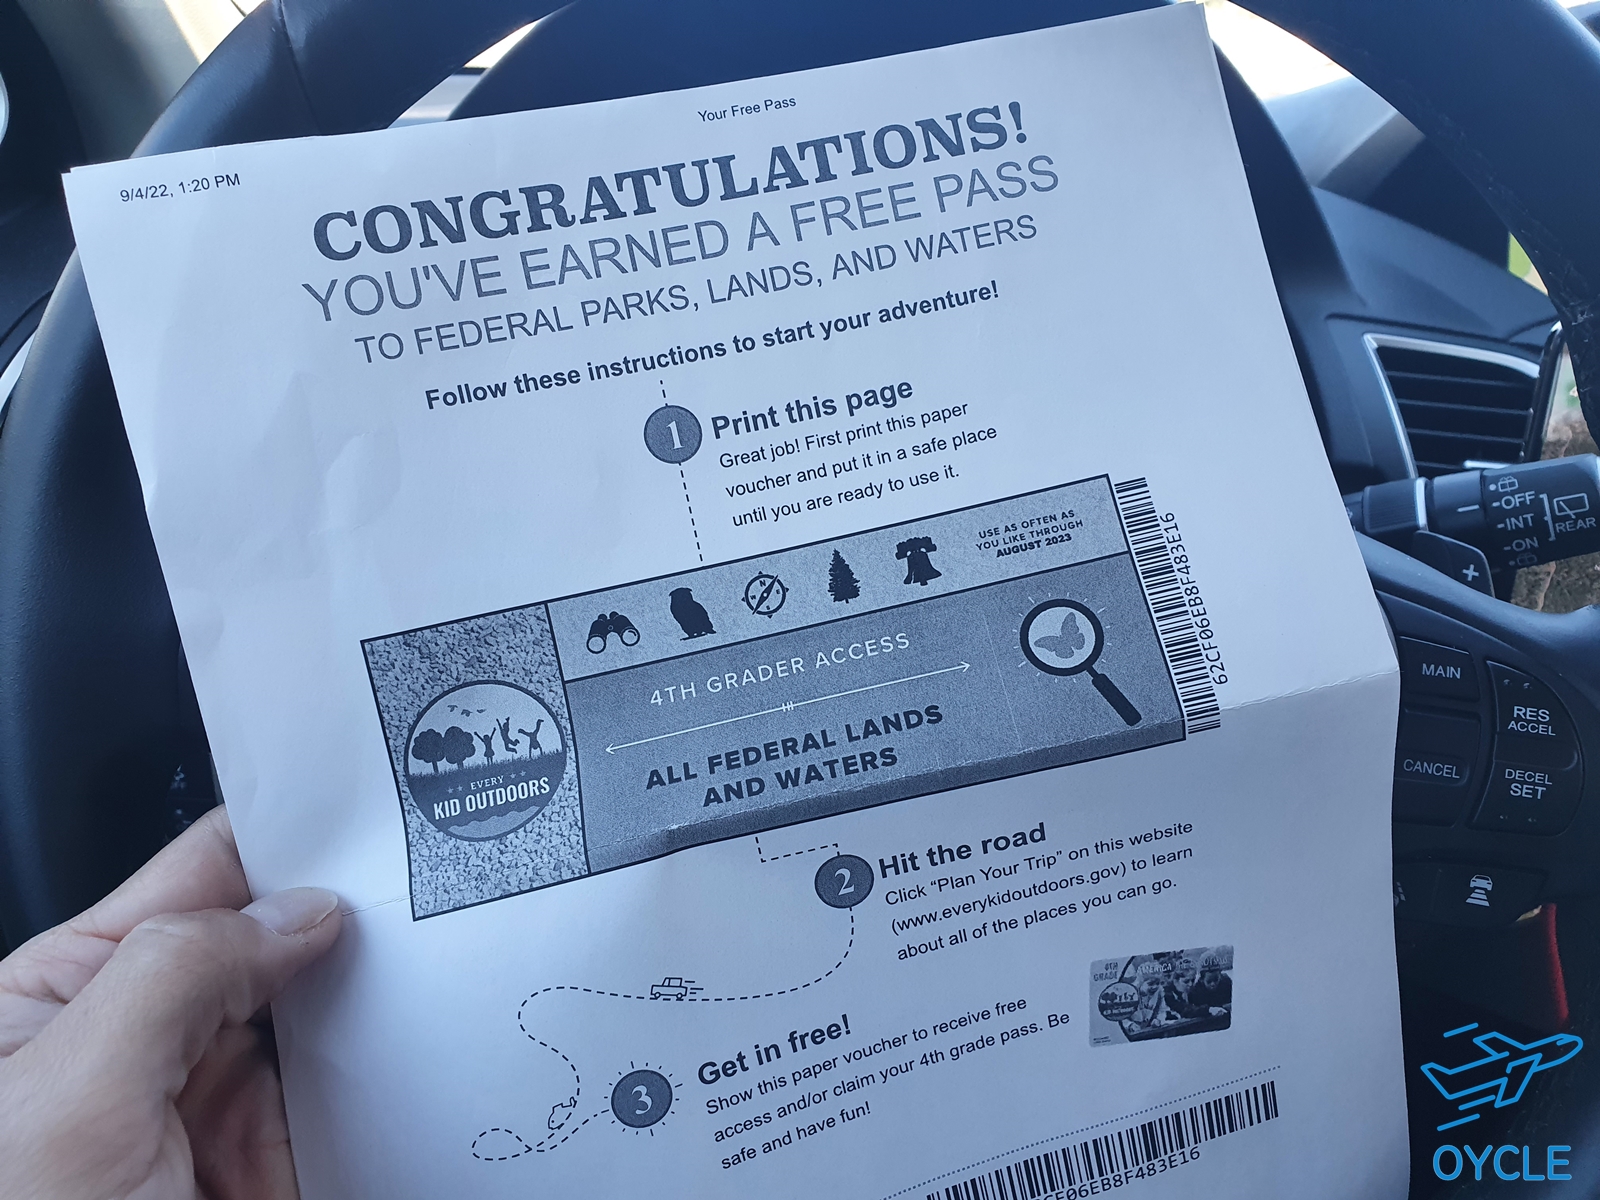 Your Free Pass
9/4/22, 1:20 PM
CONGRATULATIONS!
YOU'VE EARNED A FREE PASS
TO FEDERAL PARKS, LANDS, AND WATERS
Follow these instructions to start your adventure!
1
Print this page
Great job! First print this paper
voucher and put it in a safe place
until you are ready to use it.
USE AS OFTEN AS
YOU LIKE THROUGH
AUGUST 2023
4TH GRADER ACCESS
ALL FEDERAL LANDS
AND WATERS
EVERY
KID OUTDOORS
62CF06EB8F483E16
2
Hit the road
Click “Plan Your Trip” on this website
(www.everykidoutdoors.gov) to learn
about all of the places you can go.
3
Get in free!
Show this paper voucher to receive free
access and/or claim your 4th grade pass. Be
safe and have fun!
4TH
GRADE
AMERICA
CF06EB8F483E16
-OFF
-INT
-ON
REAR
+
MAIN
RES
ACCEL
CANCEL
DECEL
SET
OYCLE